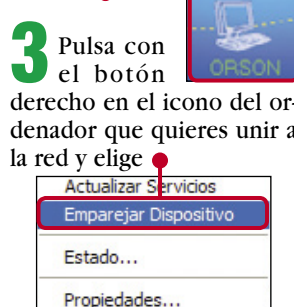 ORSON
3 Pulsa con
el botón
derecho en el icono del or-
denador que quieres unir a
la red y elige
Actualizar Servicios
Emparejar Dispositivo
Estado...
Propiedades...